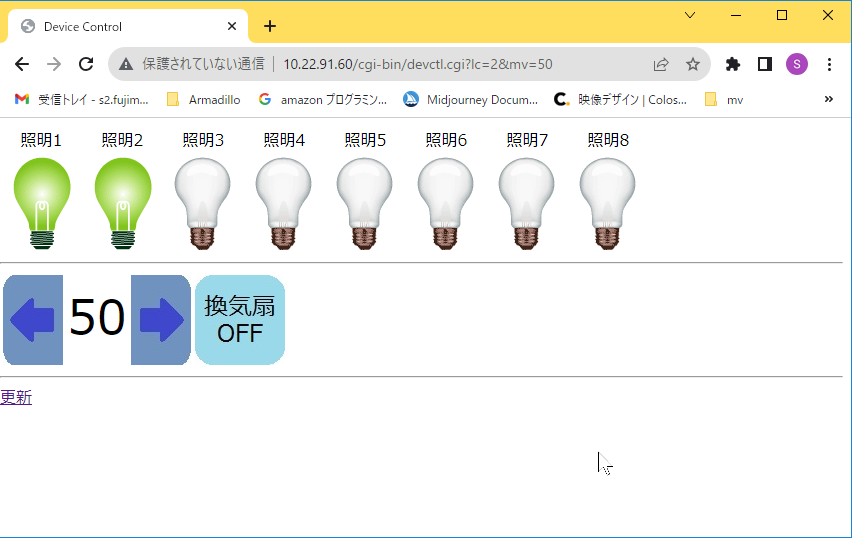 Device Control
保護されていない通信 | 10.22.91.60/cgi-bin/devctl.cgi?lc=2&mv=50
S
受信トレイ - s2.fujim... Armadillo amazon プログラミン... Midjourney Docum... 映像デザイン | Colos... mv »
照明1 照明2 照明3 照明4 照明5 照明6 照明7 照明8
50 換気扇
OFF
更新